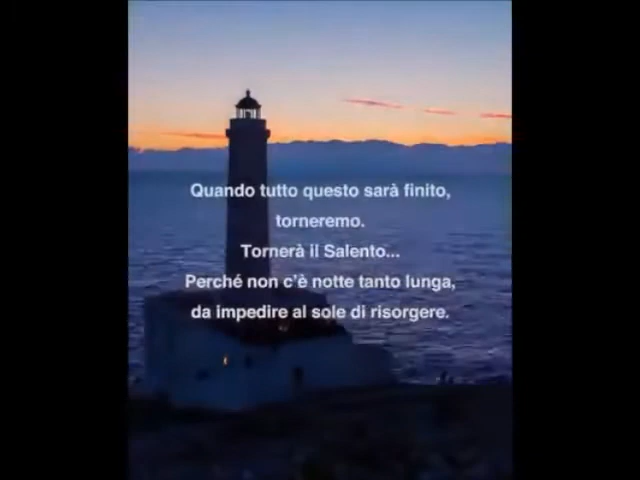 Quando tutto questo sarà finito,
torneremo.
Tornerà il Salento...
Perché non c'è notte tanto lunga,
da impedire al sole di risorgere.